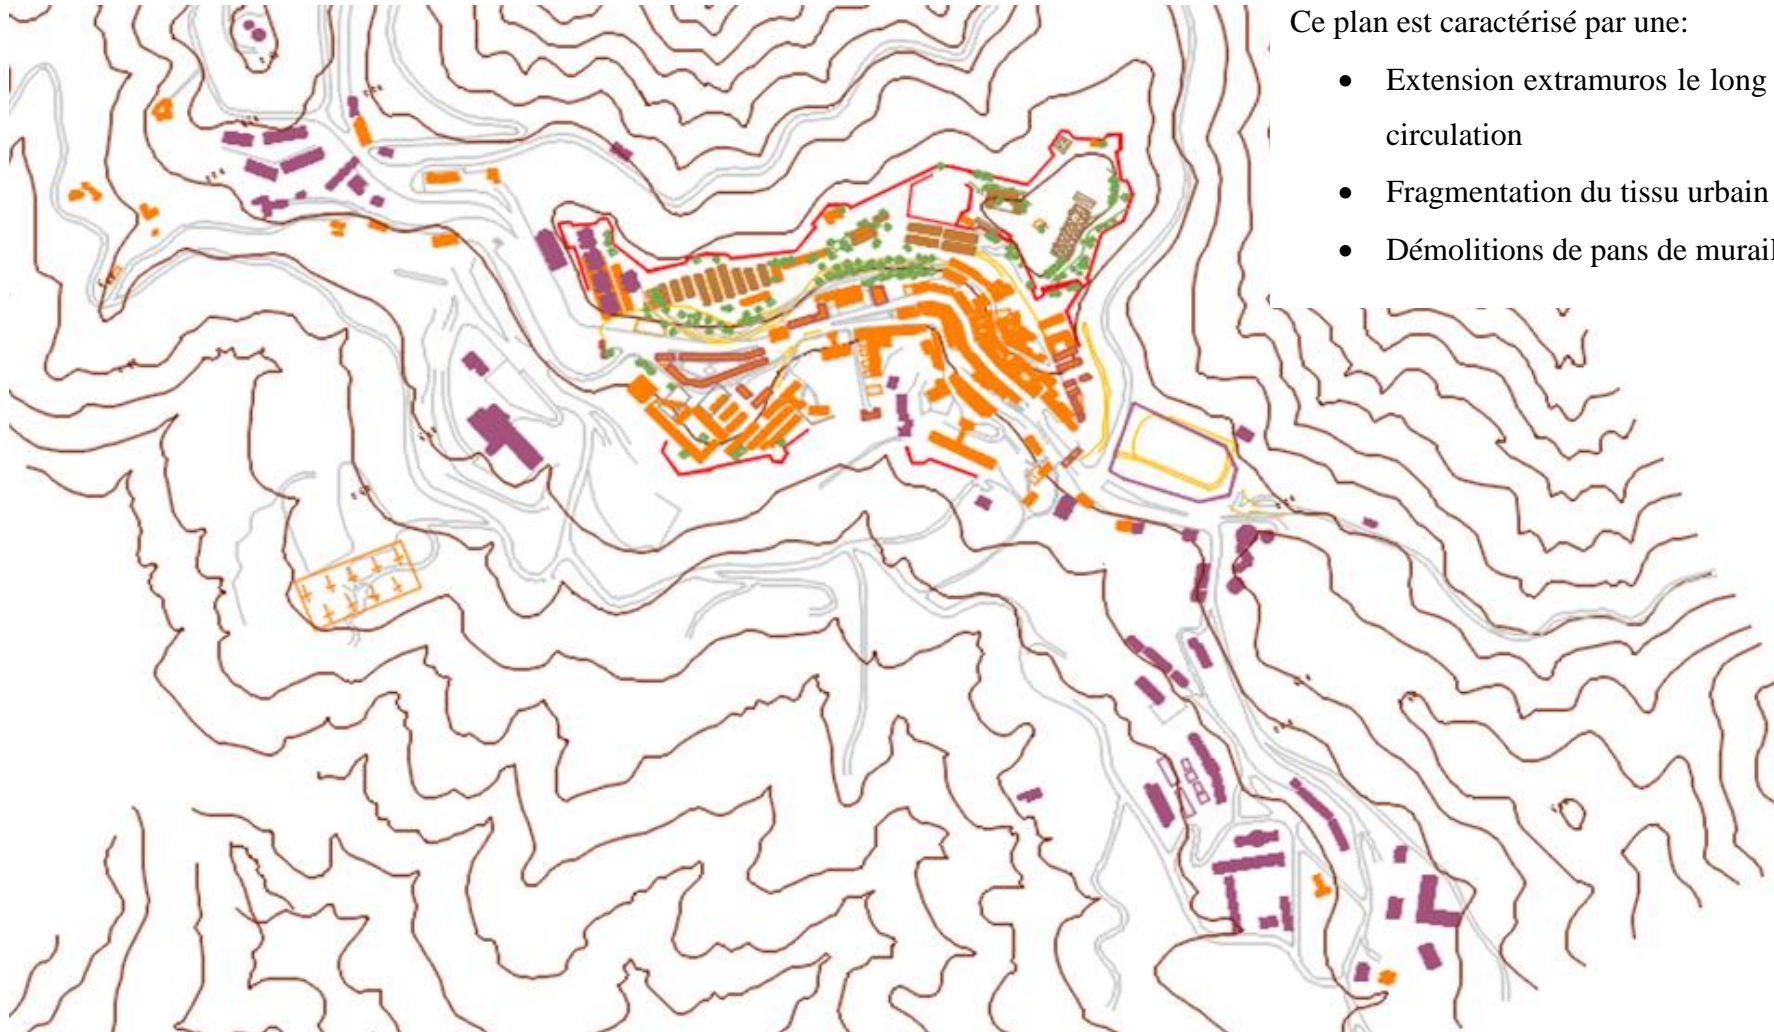 Ce plan est caractérisé par une:
• Extension extramuros le long
circulation
• Fragmentation du tissu urbain
• Démolitions de pans de murail